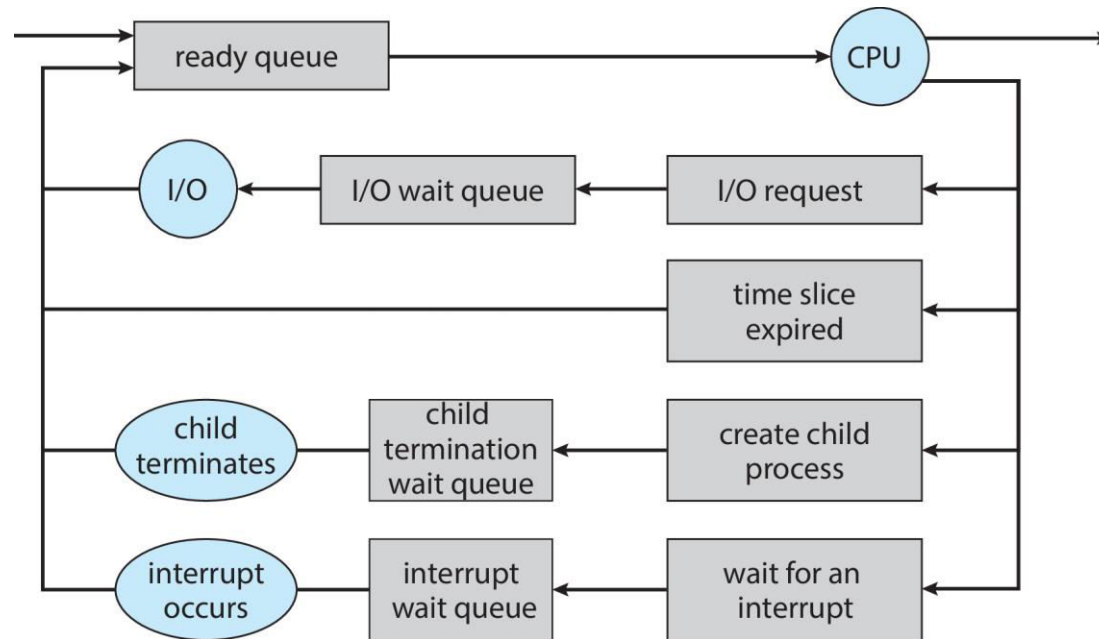 ready queue
CPU
I/O
I/O wait queue
I/O request
time slice
expired
child
terminates
child
termination
wait queue
create child
process
interrupt
occurs
interrupt
wait queue
wait for an
interrupt